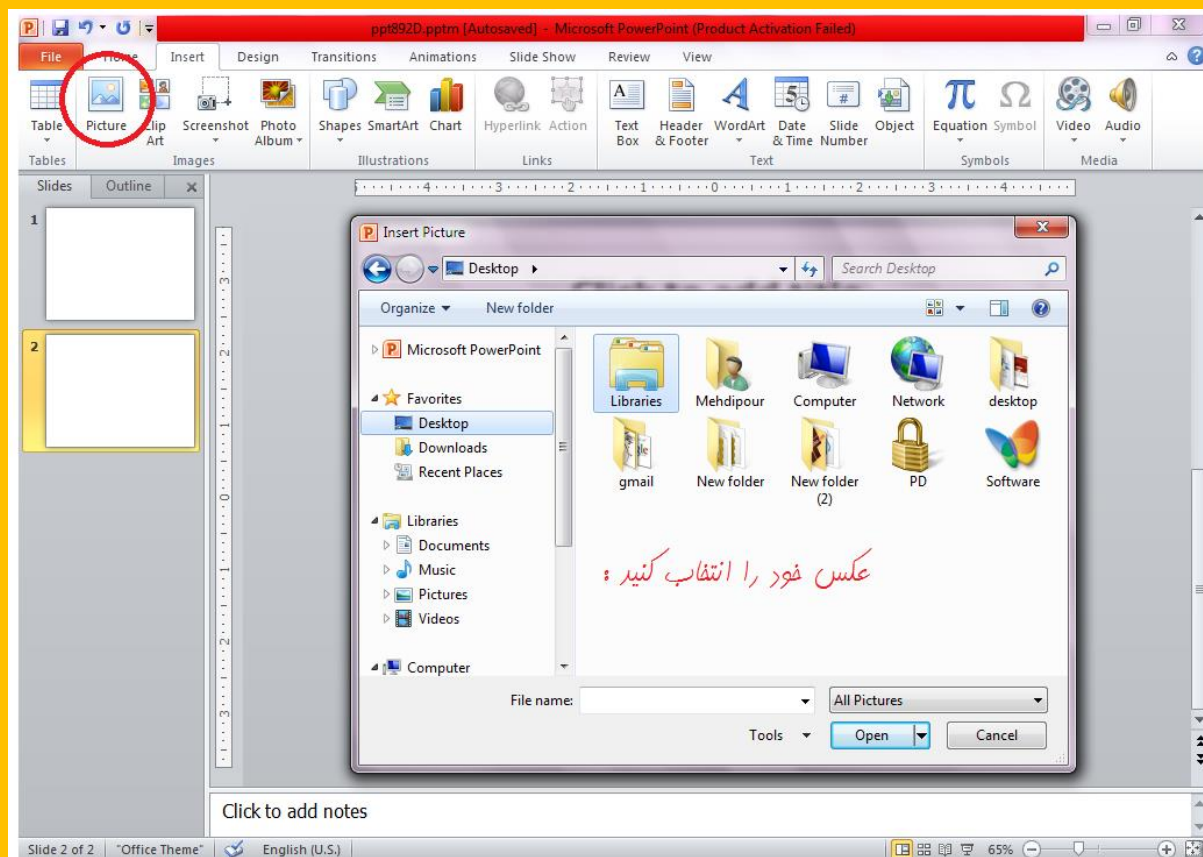 ppt892D.pptm [Autosaved] - Microsoft PowerPoint (Product Activation Failed)
File Home Insert Design Transitions Animations Slide Show Review View
Table Picture Clip Art Screenshot Photo Album Shapes SmartArt Chart Hyperlink Action Text Box Header & Footer WordArt Date & Time Slide Number Object Equation Symbol Video Audio
Tables Images Illustrations Links Text Symbols Media
Slides Outline
1
2
Insert Picture
Desktop
Search Desktop
Organize New folder
Microsoft PowerPoint
Favorites
Desktop
Downloads
Recent Places
Libraries
Documents
Music
Pictures
Videos
Computer
Libraries Mehdipour Computer Network desktop
gmail New folder New folder (2) PD Software
عکس خود را انتخاب کنید :
File name: All Pictures
Tools Open Cancel
Click to add notes
Slide 2 of 2 "Office Theme" English (U.S.) 65%